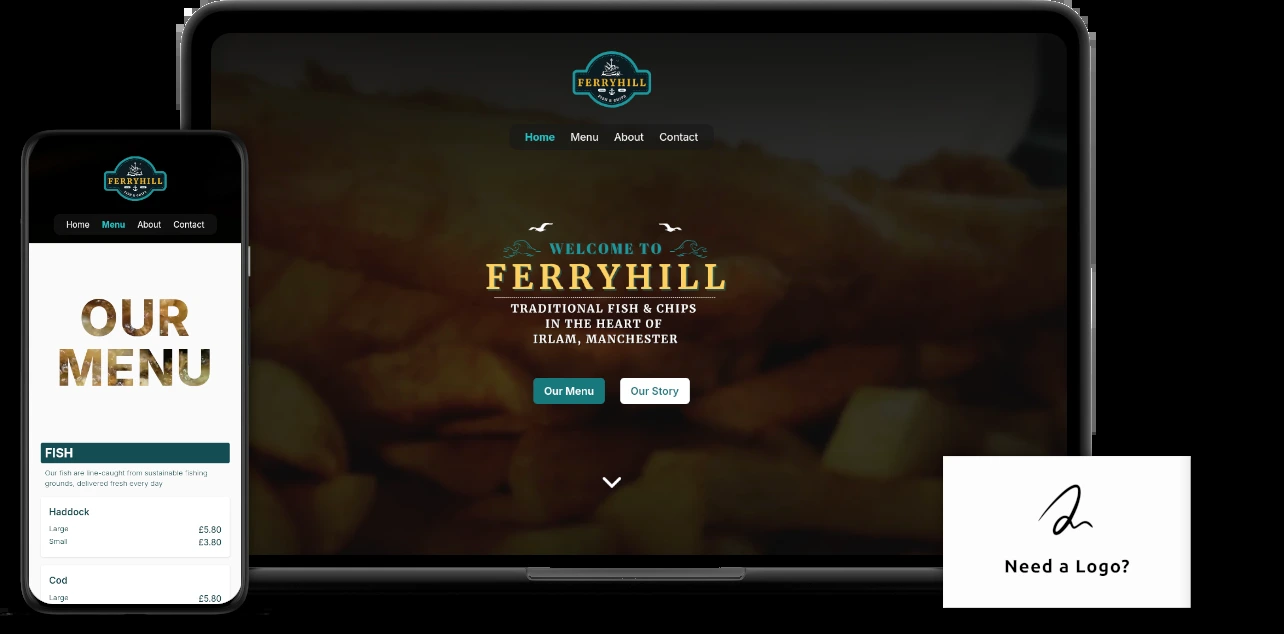 FERRYHILL
FISH & CHIPS
Home Menu About Contact
WELCOME TO
FERRYHILL
TRADITIONAL FISH & CHIPS
IN THE HEART OF
IRLAM, MANCHESTER
Our Menu Our Story
FERRYHILL
Home Menu About Contact
OUR
MENU
FISH
Our fish are line-caught from sustainable fishing
grounds, delivered fresh every day
Haddock
Large £5.80
Small £3.80
Cod
Large £5.80
Need a Logo?